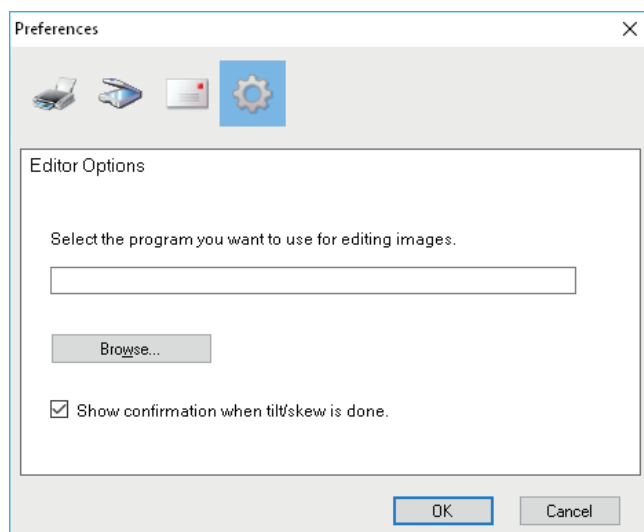 Preferences
Editor Options
Select the program you want to use for editing images.
Browse...
Show confirmation when tilt/skew is done.
OK
Cancel